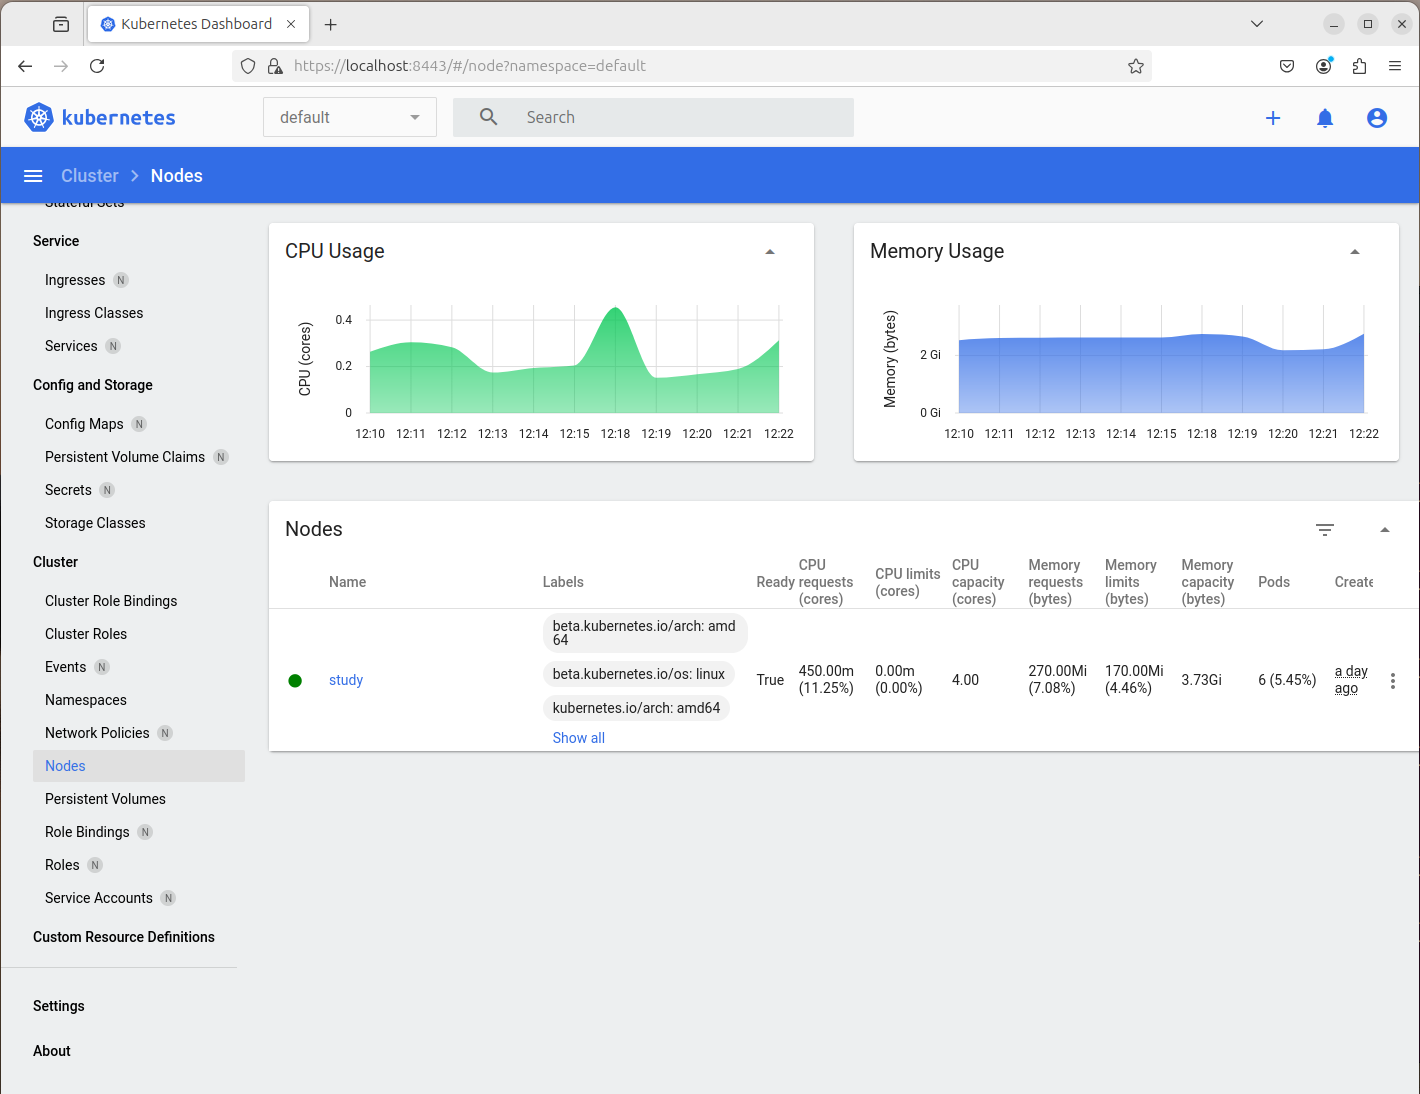 Kubernetes Dashboard
https://localhost:8443/#/node?namespace=default
kubernetes
default
Search
Cluster
Nodes
Stateful Sets
Service
Ingresses N
Ingress Classes
Services N
Config and Storage
Config Maps N
Persistent Volume Claims N
Secrets N
Storage Classes
Cluster
Cluster Role Bindings
Cluster Roles
Events N
Namespaces
Network Policies N
Nodes
Persistent Volumes
Role Bindings N
Roles N
Service Accounts N
Custom Resource Definitions
Settings
About
CPU Usage
CPU (cores)
0.4
0.2
0
12:10 12:11 12:12 12:13 12:14 12:15 12:18 12:19 12:20 12:21 12:22
Memory Usage
Memory (bytes)
2 Gi
0 Gi
12:10 12:11 12:12 12:13 12:14 12:15 12:18 12:19 12:20 12:21 12:22
Nodes
Name
Labels
Ready
CPU
requests
(cores)
CPU limits
(cores)
CPU
capacity
(cores)
Memory
requests
(bytes)
Memory
limits
(bytes)
Memory
capacity
(bytes)
Pods
Create
study
beta.kubernetes.io/arch: amd
64
beta.kubernetes.io/os: linux
kubernetes.io/arch: amd64
Show all
True
450.00m
(11.25%)
0.00m
(0.00%)
4.00
270.00Mi
(7.08%)
170.00Mi
(4.46%)
3.73Gi
6 (5.45%)
a day
ago